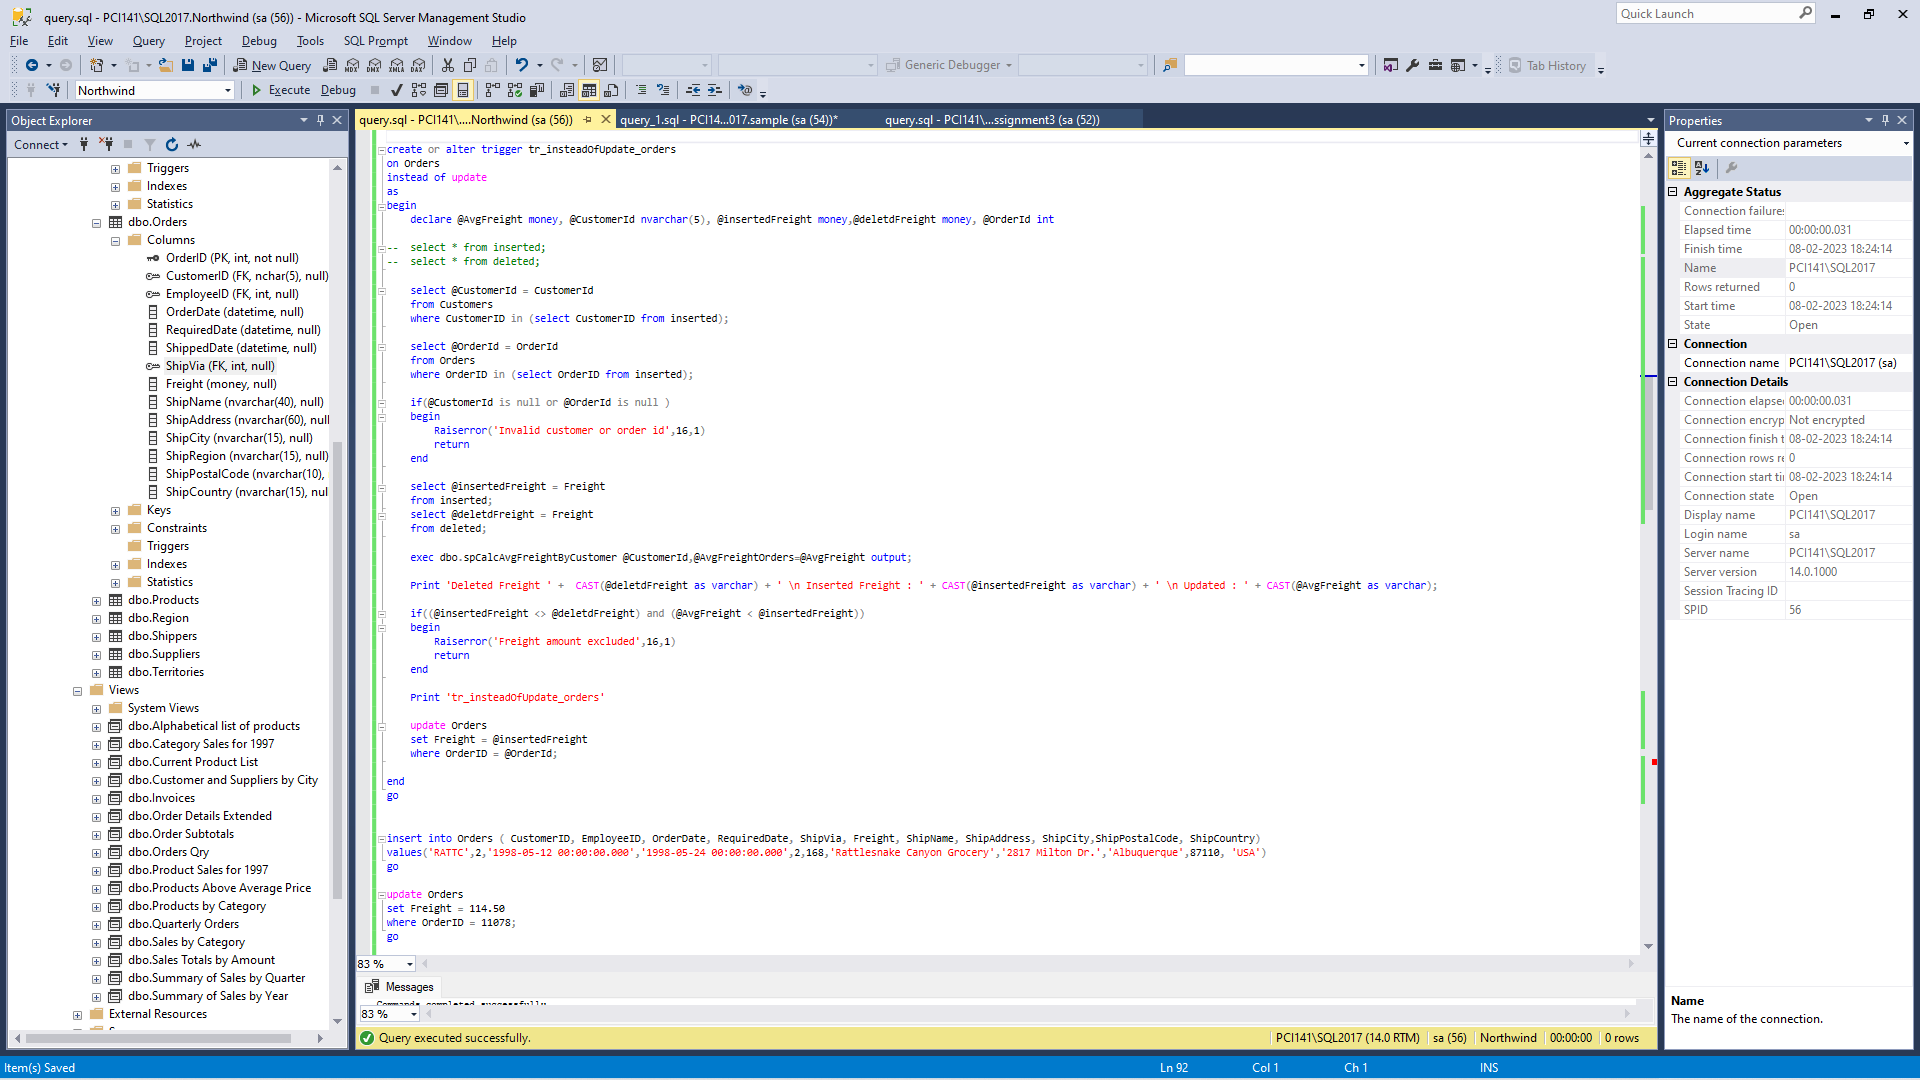 query.sql - PCI141\SQL2017.Northwind (sa (56)) - Microsoft SQL Server Management Studio
Quick Launch
File Edit View Query Project Debug Tools SQL Prompt Window Help
New Query
MDX DMX XMLA DAX
Generic Debugger
Tab History
Northwind
Execute Debug
Object Explorer
Connect
Triggers
Indexes
Statistics
dbo.Orders
Columns
OrderID (PK, int, not null)
CustomerID (FK, nchar(5), null)
EmployeeID (FK, int, null)
OrderDate (datetime, null)
RequiredDate (datetime, null)
ShippedDate (datetime, null)
ShipVia (FK, int, null)
Freight (money, null)
ShipName (nvarchar(40), null)
ShipAddress (nvarchar(60), null
ShipCity (nvarchar(15), null)
ShipRegion (nvarchar(15), null)
ShipPostalCode (nvarchar(10),
ShipCountry (nvarchar(15), nul
Keys
Constraints
Triggers
Indexes
Statistics
dbo.Products
dbo.Region
dbo.Shippers
dbo.Suppliers
dbo.Territories
Views
System Views
dbo.Alphabetical list of products
dbo.Category Sales for 1997
dbo.Current Product List
dbo.Customer and Suppliers by City
dbo.Invoices
dbo.Order Details Extended
dbo.Order Subtotals
dbo.Orders Qry
dbo.Product Sales for 1997
dbo.Products Above Average Price
dbo.Products by Category
dbo.Quarterly Orders
dbo.Sales by Category
dbo.Sales Totals by Amount
dbo.Summary of Sales by Quarter
dbo.Summary of Sales by Year
External Resources
query.sql - PCI141\....Northwind (sa (56))
query_1.sql - PCI14...017.sample (sa (54))*
query.sql - PCI141\...ssignment3 (sa (52))
create or alter trigger tr_insteadOfUpdate_orders
on Orders
instead of update
as
begin
declare @AvgFreight money, @CustomerId nvarchar(5), @insertedFreight money,@deletdFreight money, @OrderId int
-- select * from inserted;
-- select * from deleted;
select @CustomerId = CustomerId
from Customers
where CustomerID in (select CustomerID from inserted);
select @OrderId = OrderId
from Orders
where OrderID in (select OrderID from inserted);
if(@CustomerId is null or @OrderId is null )
begin
Raiserror('Invalid customer or order id',16,1)
return
end
select @insertedFreight = Freight
from inserted;
select @deletdFreight = Freight
from deleted;
exec dbo.spCalcAvgFreightByCustomer @CustomerId,@AvgFreightOrders=@AvgFreight output;
Print 'Deleted Freight ' +  CAST(@deletdFreight as varchar) + ' \n Inserted Freight : ' + CAST(@insertedFreight as varchar) + ' \n Updated : ' + CAST(@AvgFreight as varchar);
if((@insertedFreight <> @deletdFreight) and (@AvgFreight < @insertedFreight))
begin
Raiserror('Freight amount excluded',16,1)
return
end
Print 'tr_insteadOfUpdate_orders'
update Orders
set Freight = @insertedFreight
where OrderID = @OrderId;
end
go
insert into Orders ( CustomerID, EmployeeID, OrderDate, RequiredDate, ShipVia, Freight, ShipName, ShipAddress, ShipCity,ShipPostalCode, ShipCountry)
values('RATTC',2,'1998-05-12 00:00:00.000','1998-05-24 00:00:00.000',2,168,'Rattlesnake Canyon Grocery','2817 Milton Dr.','Albuquerque',87110, 'USA')
go
update Orders
set Freight = 114.50
where OrderID = 11078;
go
83 %
Messages
Commands completed successfully.
83 %
Query executed successfully.
PCI141\SQL2017 (14.0 RTM) sa (56) Northwind 00:00:00 0 rows
Properties
Current connection parameters
Aggregate Status
Connection failures
Elapsed time 00:00:00.031
Finish time 08-02-2023 18:24:14
Name PCI141\SQL2017
Rows returned 0
Start time 08-02-2023 18:24:14
State Open
Connection
Connection name PCI141\SQL2017 (sa)
Connection Details
Connection elapse 00:00:00.031
Connection encryp Not encrypted
Connection finish t 08-02-2023 18:24:14
Connection rows re 0
Connection start ti 08-02-2023 18:24:14
Connection state Open
Display name PCI141\SQL2017
Login name sa
Server name PCI141\SQL2017
Server version 14.0.1000
Session Tracing ID
SPID 56
Name
The name of the connection.
Item(s) Saved
Ln 92 Col 1 Ch 1 INS